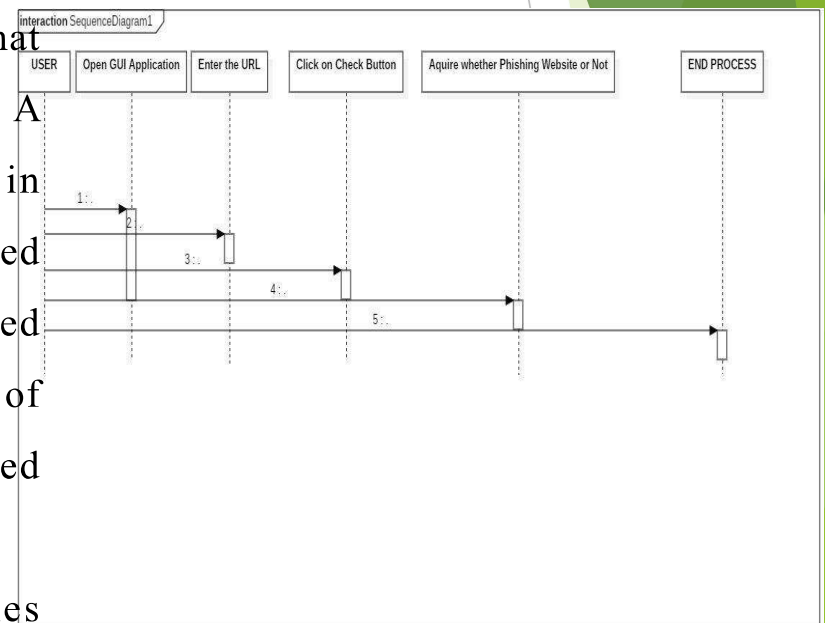 interaction SequenceDiagram1
hat
USER
Open GUI Application
Enter the URL
Click on Check Button
Aquire whether Phishing Website or Not
END PROCESS
A
in
1 : .
2 : .
ed
3 : .
4 : .
ed
5 : .
of
ed
es